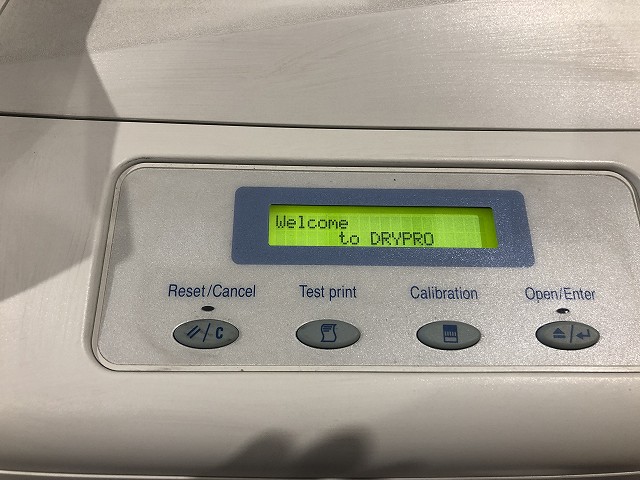 Welcome
to DRYPRO
Reset/Cancel
Test print
Calibration
Open/Enter
//C